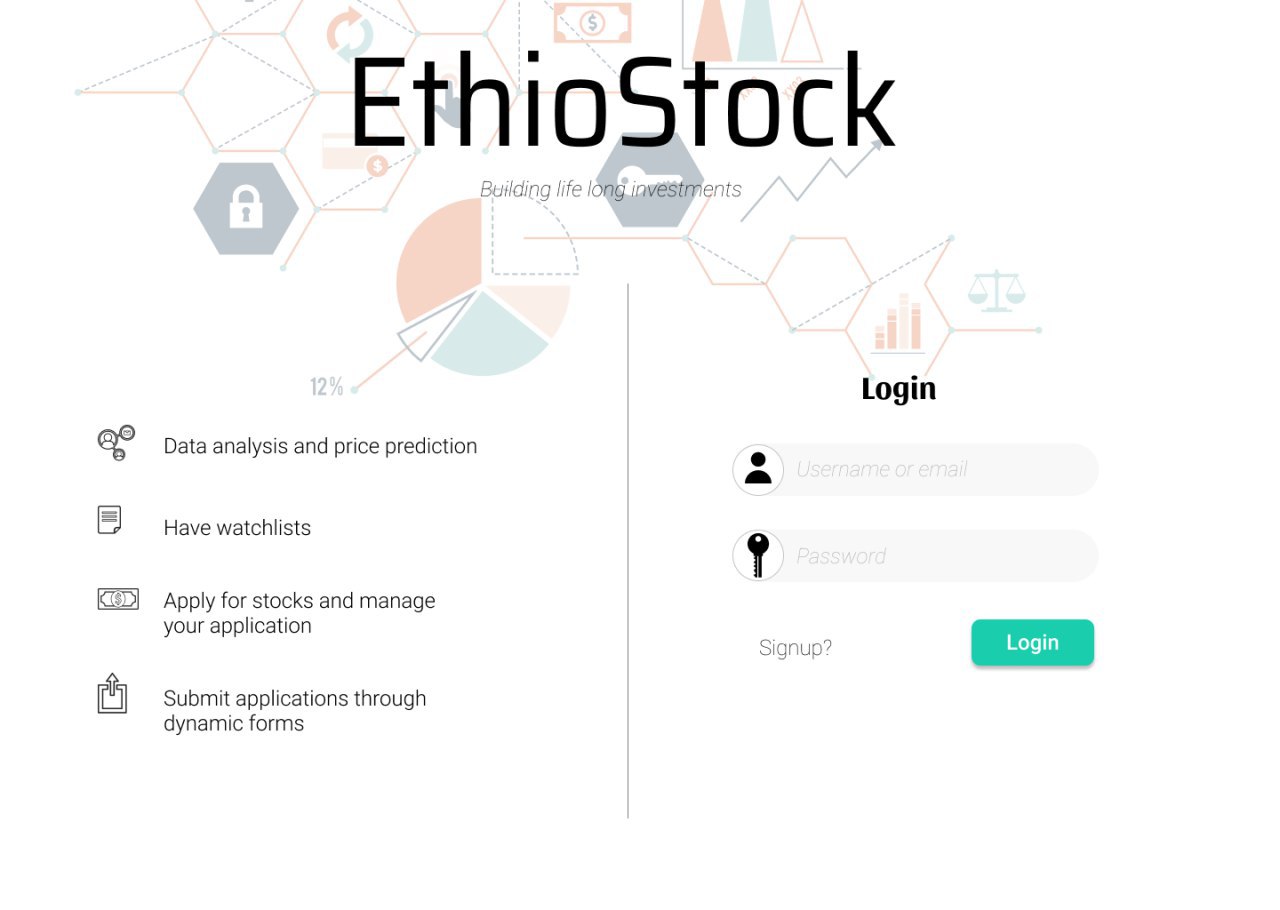 EthioStock
Building life long investments
12%
Data analysis and price prediction
Have watchlists
Apply for stocks and manage
your application
Submit applications through
dynamic forms
Login
Username or email
Password
Signup?
Login